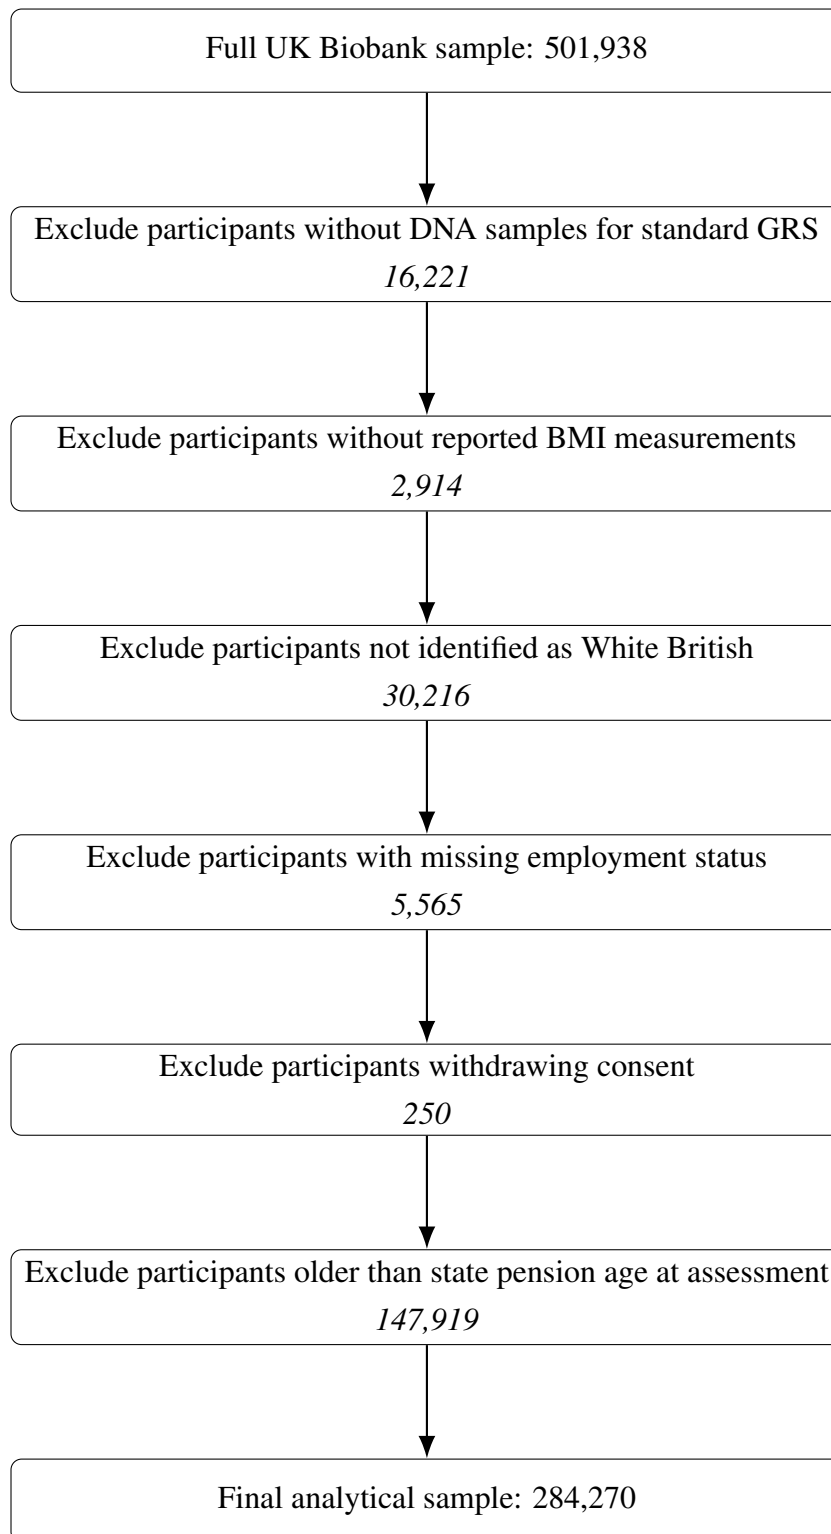 Full UK Biobank sample: 501,938
Exclude participants without DNA samples for standard GRS
16,221
Exclude participants without reported BMI measurements
2,914
Exclude participants not identified as White British
30,216
Exclude participants with missing employment status
5,565
Exclude participants withdrawing consent
250
Exclude participants older than state pension age at assessment
147,919
Final analytical sample: 284,270